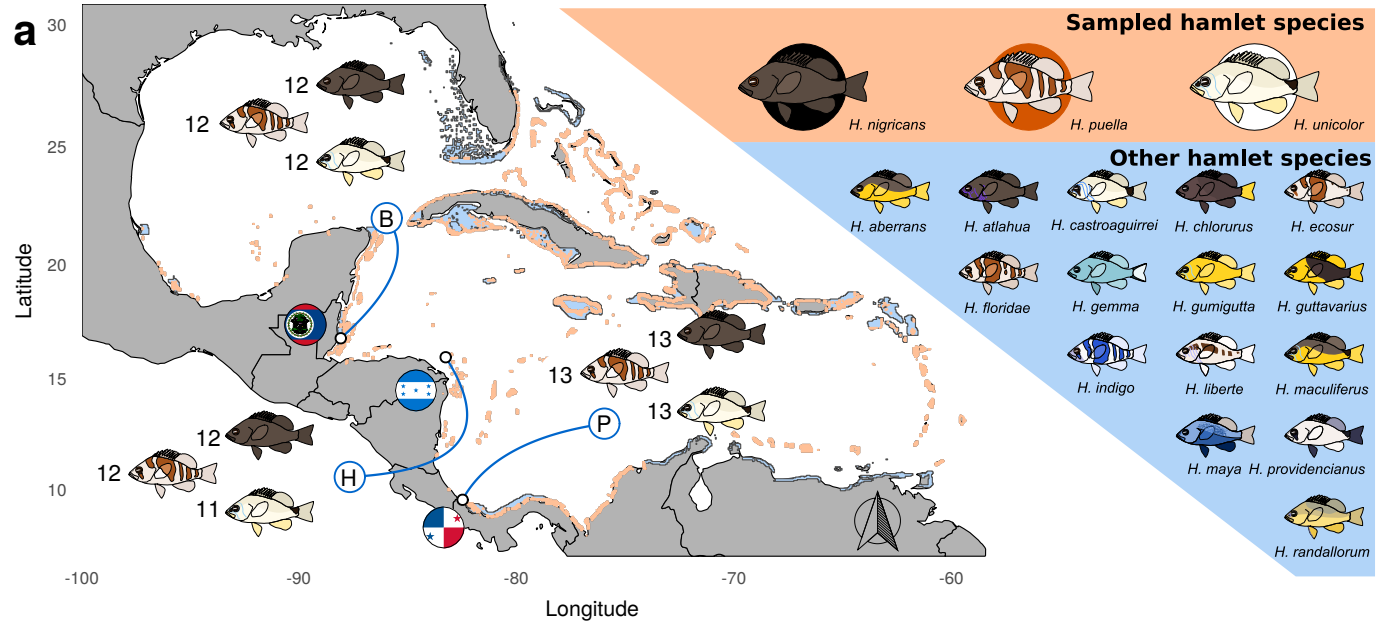 a
Sampled hamlet species
H. nigricans
H. puella
H. unicolor
Other hamlet species
H. aberrans
H. atlahua
H. castroaguirrei
H. chlorurus
H. ecosur
H. floridae
H. gemma
H. gumigutta
H. guttavarius
H. indigo
H. liberte
H. maculiferus
H. maya
H. providencianus
H. randallorum
12
12
12
B
13
13
13
P
12
12
11
H
Latitude
30
25
20
15
10
-100
-90
-80
-70
-60
Longitude